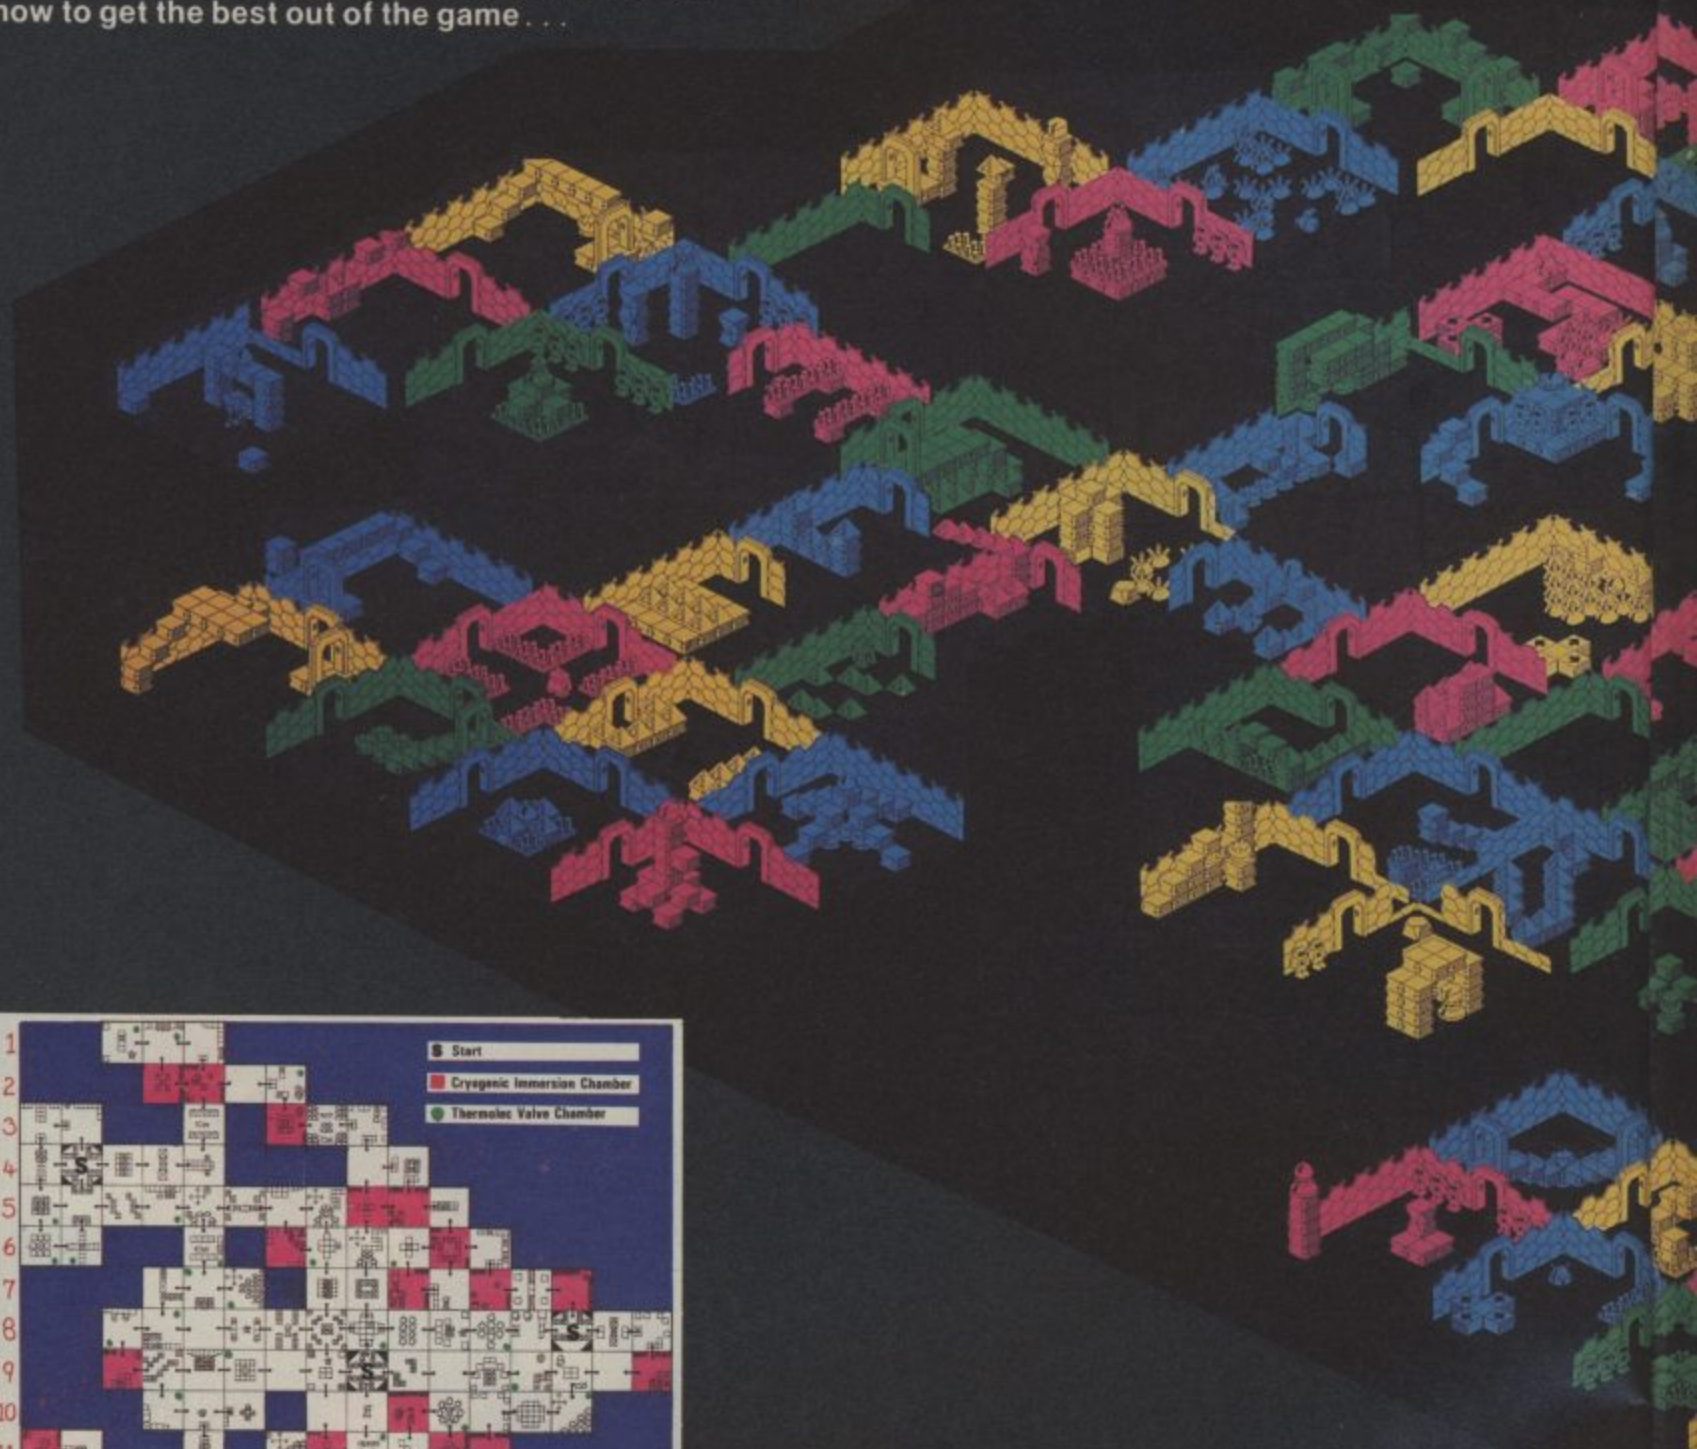 now to get the best out of the game...
1
S Start
2
Cryogenic Immersion Chamber
3
Thermolec Valve Chamber
4
S
5
6
7
8
S
9
S
10